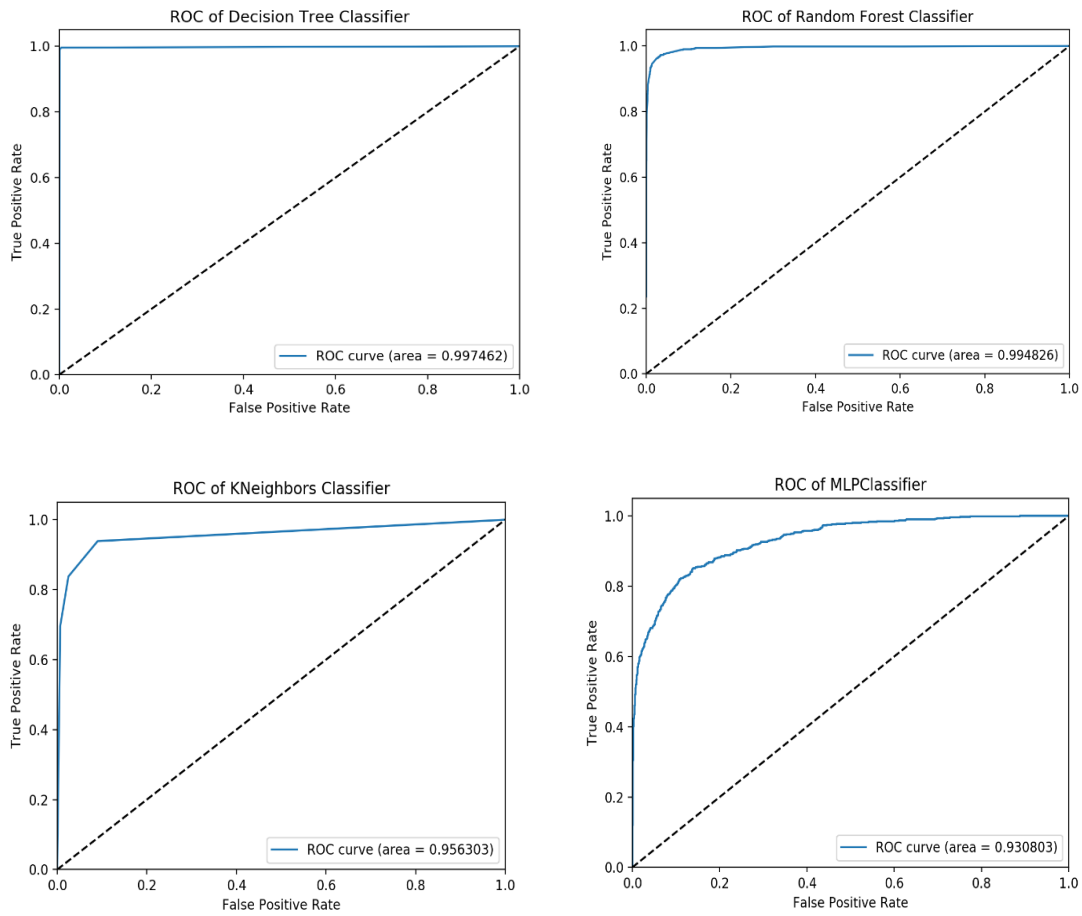 ROC of Decision Tree Classifier
1.0
0.8
0.6
0.4
0.2
0.0
True Positive Rate
ROC curve (area = 0.997462)
0.0 0.2 0.4 0.6 0.8 1.0
False Positive Rate
ROC of Random Forest Classifier
1.0
0.8
0.6
0.4
0.2
0.0
True Positive Rate
ROC curve (area = 0.994826)
0.0 0.2 0.4 0.6 0.8 1.0
False Positive Rate
ROC of KNeighbors Classifier
1.0
0.8
0.6
0.4
0.2
0.0
True Positive Rate
ROC curve (area = 0.956303)
0.0 0.2 0.4 0.6 0.8 1.0
False Positive Rate
ROC of MLPClassifier
1.0
0.8
0.6
0.4
0.2
0.0
True Positive Rate
ROC curve (area = 0.930803)
0.0 0.2 0.4 0.6 0.8 1.0
False Positive Rate